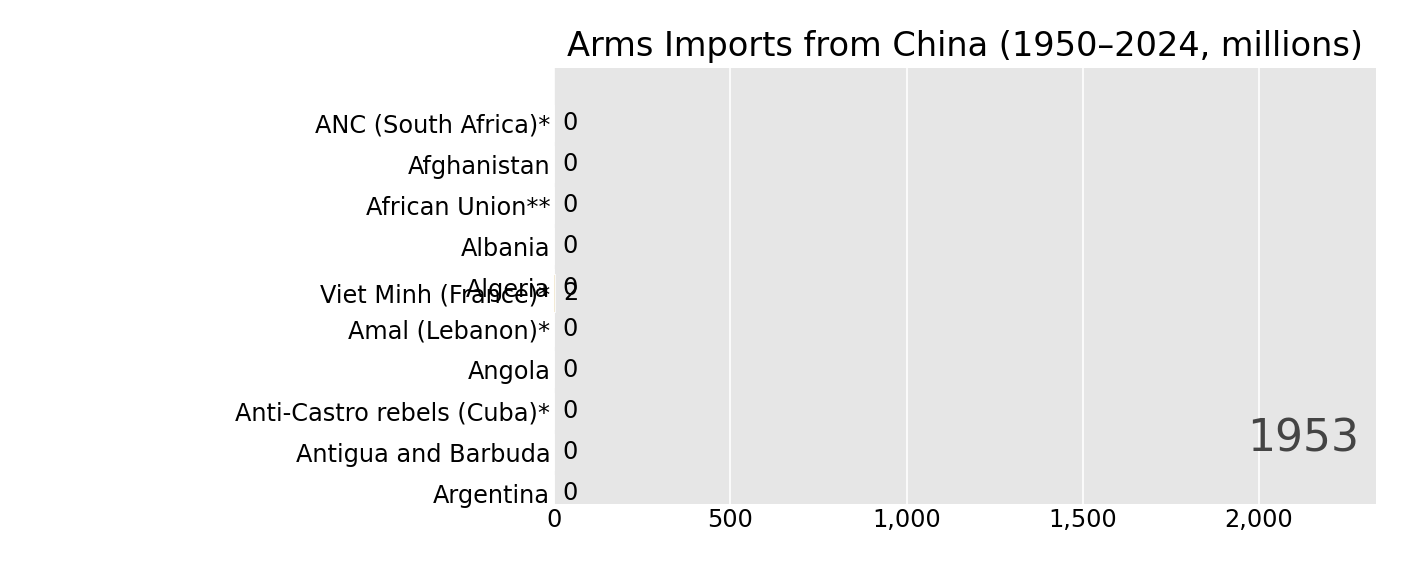 Arms Imports from China (1950–2024, millions)
ANC (South Africa)* 0
Afghanistan 0
African Union** 0
Albania 0
Algeria 0
Viet Minh (France)* 2
Amal (Lebanon)* 0
Angola 0
Anti-Castro rebels (Cuba)* 0
Antigua and Barbuda 0
Argentina 0
1953
0 500 1,000 1,500 2,000